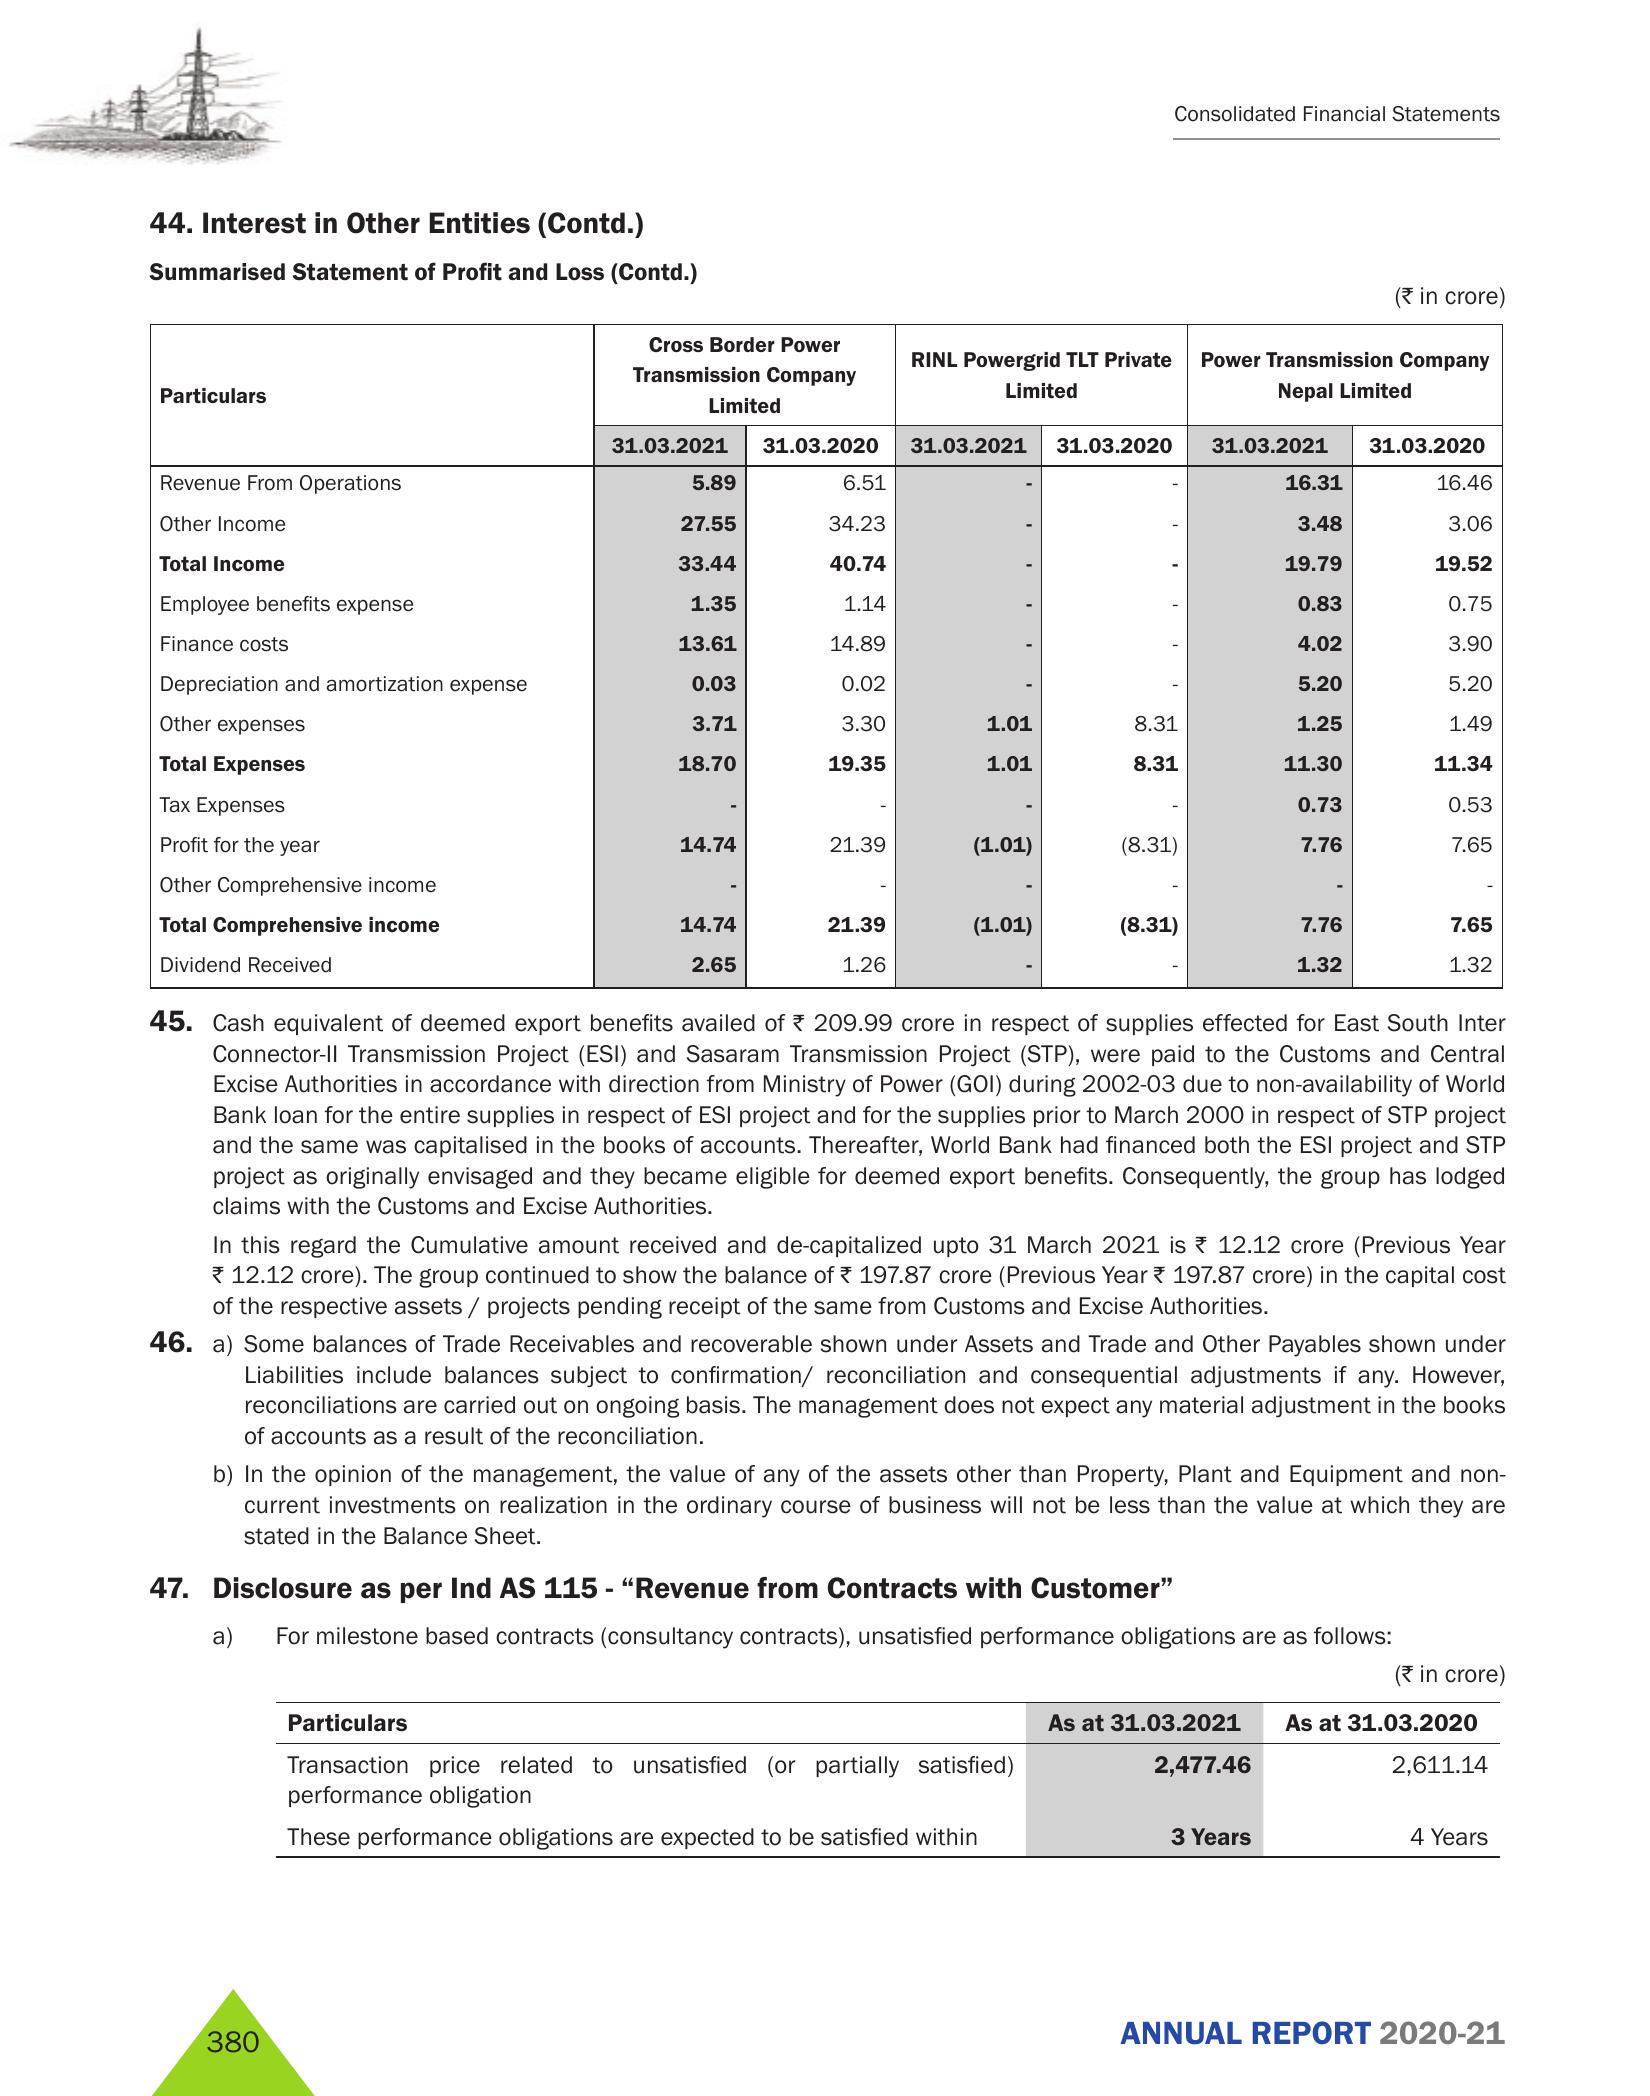 Consolidated Financial Statements
44. Interest in Other Entities (Contd.)
Summarised Statement of Profit and Loss (Contd.)
(₹ in crore)
Particulars
Cross Border Power
Transmission Company
Limited
RINL Powergrid TLT Private
Limited
Power Transmission Company
Nepal Limited
31.03.2021 31.03.2020 31.03.2021 31.03.2020 31.03.2021 31.03.2020
Revenue From Operations 5.89 6.51 - - 16.31 16.46
Other Income 27.55 34.23 - - 3.48 3.06
Total Income 33.44 40.74 - - 19.79 19.52
Employee benefits expense 1.35 1.14 - - 0.83 0.75
Finance costs 13.61 14.89 - - 4.02 3.90
Depreciation and amortization expense 0.03 0.02 - - 5.20 5.20
Other expenses 3.71 3.30 1.01 8.31 1.25 1.49
Total Expenses 18.70 19.35 1.01 8.31 11.30 11.34
Tax Expenses - - - - 0.73 0.53
Profit for the year 14.74 21.39 (1.01) (8.31) 7.76 7.65
Other Comprehensive income - - - - - -
Total Comprehensive income 14.74 21.39 (1.01) (8.31) 7.76 7.65
Dividend Received 2.65 1.26 - - 1.32 1.32
45. Cash equivalent of deemed export benefits availed of ₹ 209.99 crore in respect of supplies effected for East South Inter
Connector-II Transmission Project (ESI) and Sasaram Transmission Project (STP), were paid to the Customs and Central
Excise Authorities in accordance with direction from Ministry of Power (GOI) during 2002-03 due to non-availability of World
Bank loan for the entire supplies in respect of ESI project and for the supplies prior to March 2000 in respect of STP project
and the same was capitalised in the books of accounts. Thereafter, World Bank had financed both the ESI project and STP
project as originally envisaged and they became eligible for deemed export benefits. Consequently, the group has lodged
claims with the Customs and Excise Authorities.
In this regard the Cumulative amount received and de-capitalized upto 31 March 2021 is ₹ 12.12 crore (Previous Year
₹ 12.12 crore). The group continued to show the balance of ₹ 197.87 crore (Previous Year ₹ 197.87 crore) in the capital cost
of the respective assets / projects pending receipt of the same from Customs and Excise Authorities.
46. a) Some balances of Trade Receivables and recoverable shown under Assets and Trade and Other Payables shown under
Liabilities include balances subject to confirmation/ reconciliation and consequential adjustments if any. However,
reconciliations are carried out on ongoing basis. The management does not expect any material adjustment in the books
of accounts as a result of the reconciliation.
b) In the opinion of the management, the value of any of the assets other than Property, Plant and Equipment and non-
current investments on realization in the ordinary course of business will not be less than the value at which they are
stated in the Balance Sheet.
47. Disclosure as per Ind AS 115 - “Revenue from Contracts with Customer”
a) For milestone based contracts (consultancy contracts), unsatisfied performance obligations are as follows:
(₹ in crore)
Particulars As at 31.03.2021 As at 31.03.2020
Transaction price related to unsatisfied (or partially satisfied) 2,477.46 2,611.14
performance obligation
These performance obligations are expected to be satisfied within 3 Years 4 Years
380
ANNUAL REPORT 2020-21